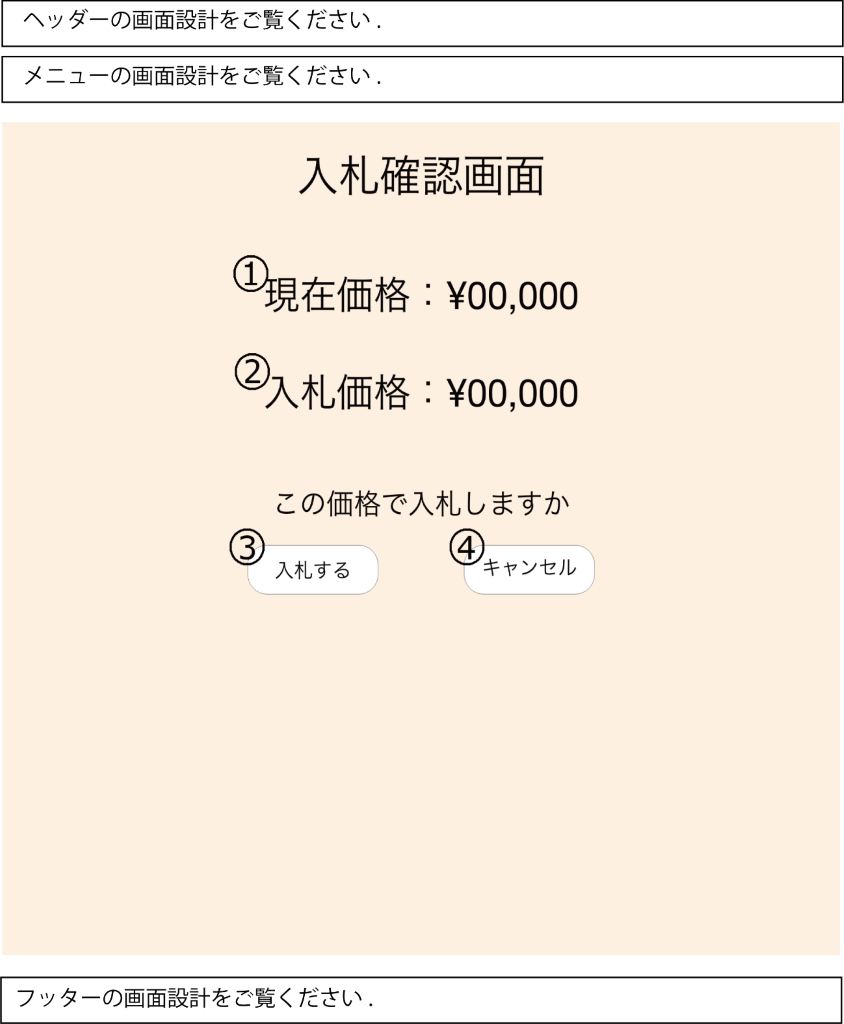 ヘッダーの画面設計をご覧ください.
メニューの画面設計をご覧ください.
入札確認画面
①現在価格：¥00,000
②入札価格：¥00,000
この価格で入札しますか
③入札する ④キャンセル
フッターの画面設計をご覧ください.